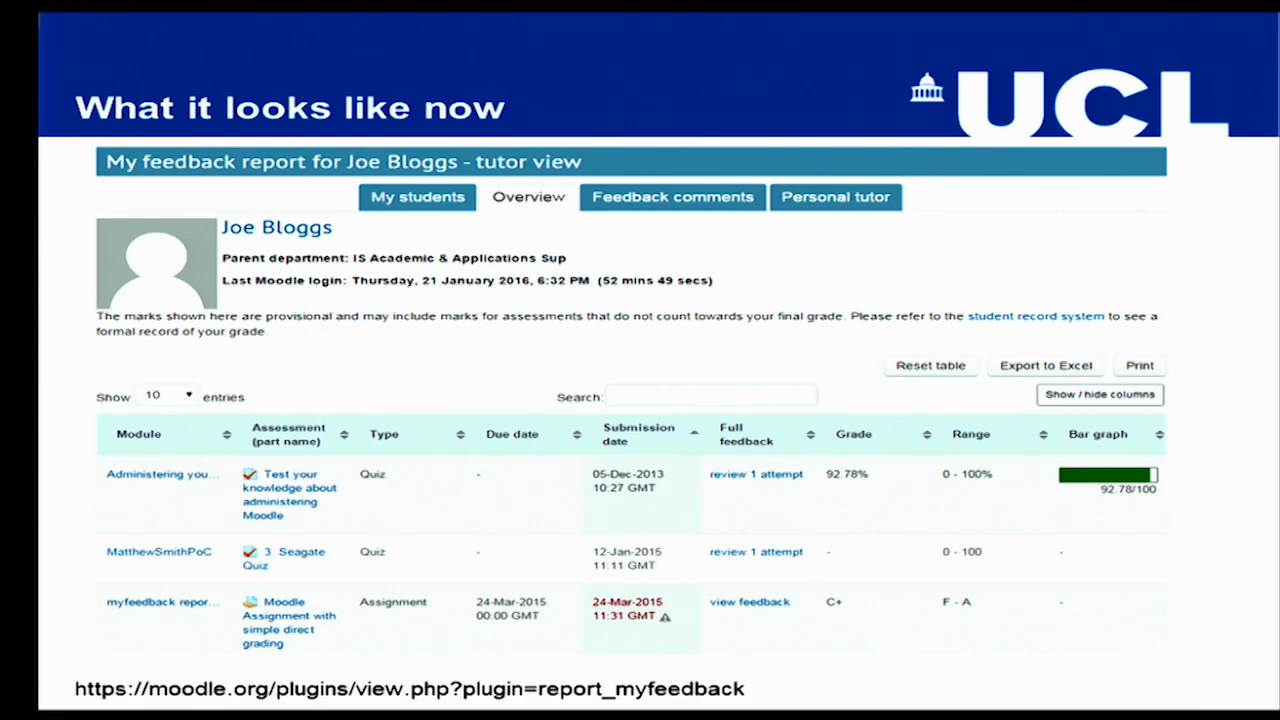 What it looks like now
UCL
My feedback report for Joe Bloggs - tutor view
My students Overview Feedback comments Personal tutor
Joe Bloggs
Parent department: IS Academic & Applications Sup
Last Moodle login: Thursday, 21 January 2016, 6:32 PM (52 mins 49 secs)
The marks shown here are provisional and may include marks for assessments that do not count towards your final grade. Please refer to the student record system to see a
formal record of your grade.
Reset table Export to Excel Print
Show 10 entries Search: Show / hide columns
Module Assessment (part name) Type Due date Submission date Full feedback Grade Range Bar graph
Administering you... Test your Quiz - 05-Dec-2013 review 1 attempt 92.78% 0 - 100%
knowledge about 10:27 GMT 92.78/100
administering
Moodle
MatthewSmithPoC 3. Seagate Quiz - 12-Jan-2015 review 1 attempt - 0 - 100 -
Quiz 11:11 GMT
myfeedback repor... Moodle Assignment 24-Mar-2015 24-Mar-2015 view feedback C+ F - A -
Assignment with 00:00 GMT 11:31 GMT
simple direct
grading
https://moodle.org/plugins/view.php?plugin=report_myfeedback